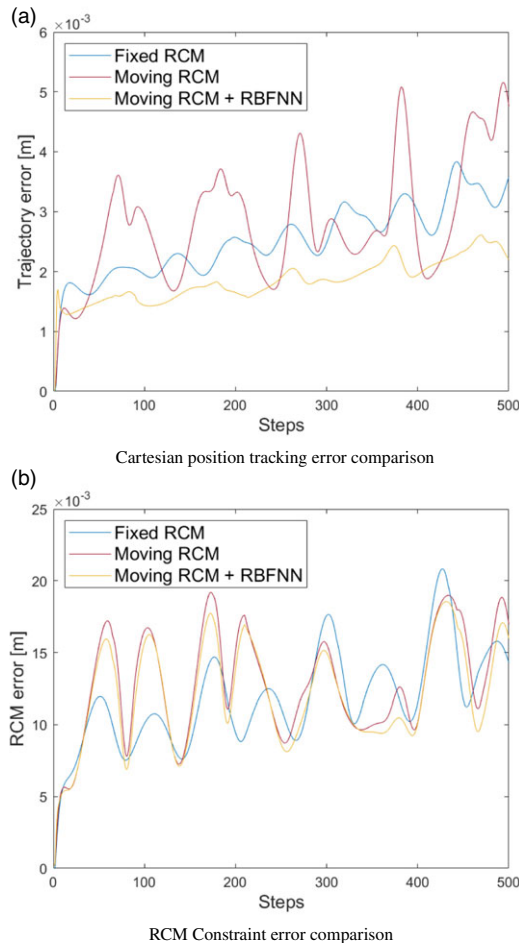 (a)
×10⁻³
6
5
4
3
2
1
0
Trajectory error [m]
Fixed RCM
Moving RCM
Moving RCM + RBFNN
0 100 200 300 400 500
Steps
Cartesian position tracking error comparison
(b)
×10⁻³
25
20
15
10
5
0
RCM error [m]
Fixed RCM
Moving RCM
Moving RCM + RBFNN
0 100 200 300 400 500
Steps
RCM Constraint error comparison